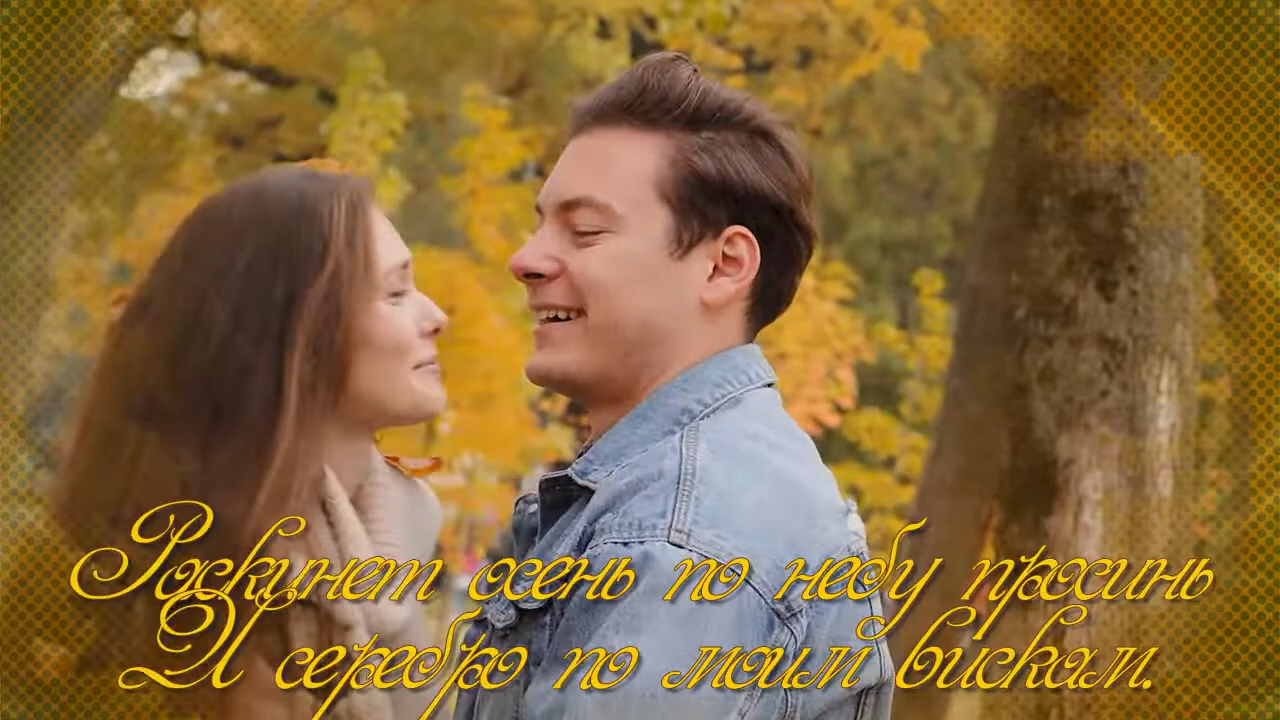 Раскинет осень по небу просинь
И серебро по моим вискам.